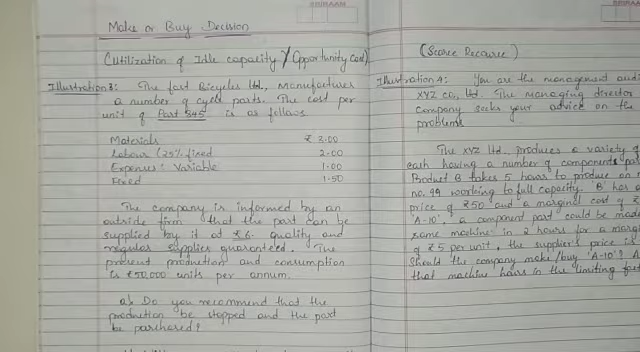 SHIRAAM
Make or Buy Decision
(Utilization of Idle capacity / Opportunity cost)
Illustration 3: The fast Bicycles Ltd., manufactures
a number of cycle parts. The cost per
unit of Part 545 is as follows
Materials ₹ 3.00
Labour (25% fixed 2.00
Expenses: Variable 1.00
Fixed 1.50
The company is informed by an
outside firm that the part can be
supplied by it at ₹6. quality and
regular supplies guaranteed. The
present production and consumption
is ₹50,000 units per annum.
a) Do you recommend that the
production be stopped and the part
be purchased?
(Scarce Recource)
Illustration 4: You are the management
XYZ co., Ltd. The managing director
company seeks your advice on the
problems
The XYZ Ltd. produces a variety of
each having a number of components
Product B takes 5 hours to produce on
no. 99 working to full capacity. 'B' has
price of ₹50 and a marginal cost of ₹
'A-10', a component part could be made
same machine in 2 hours for a
of ₹5 per unit, the supplier's price is
Should the company make/buy 'A-10'?
that machine hours in the limiting